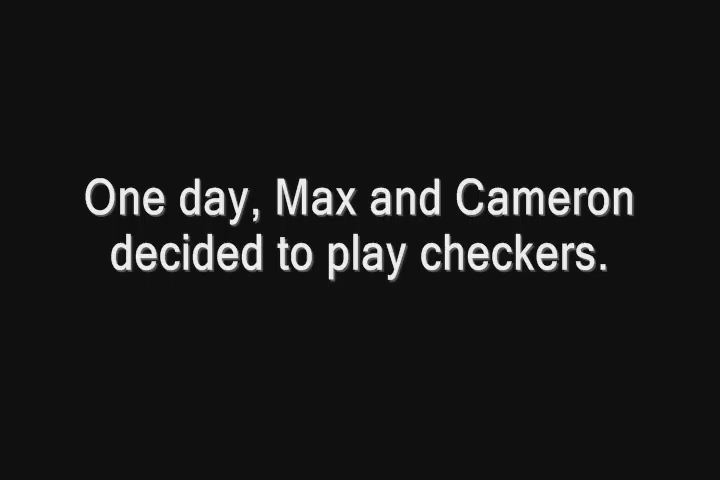 One day, Max and Cameron
decided to play checkers.